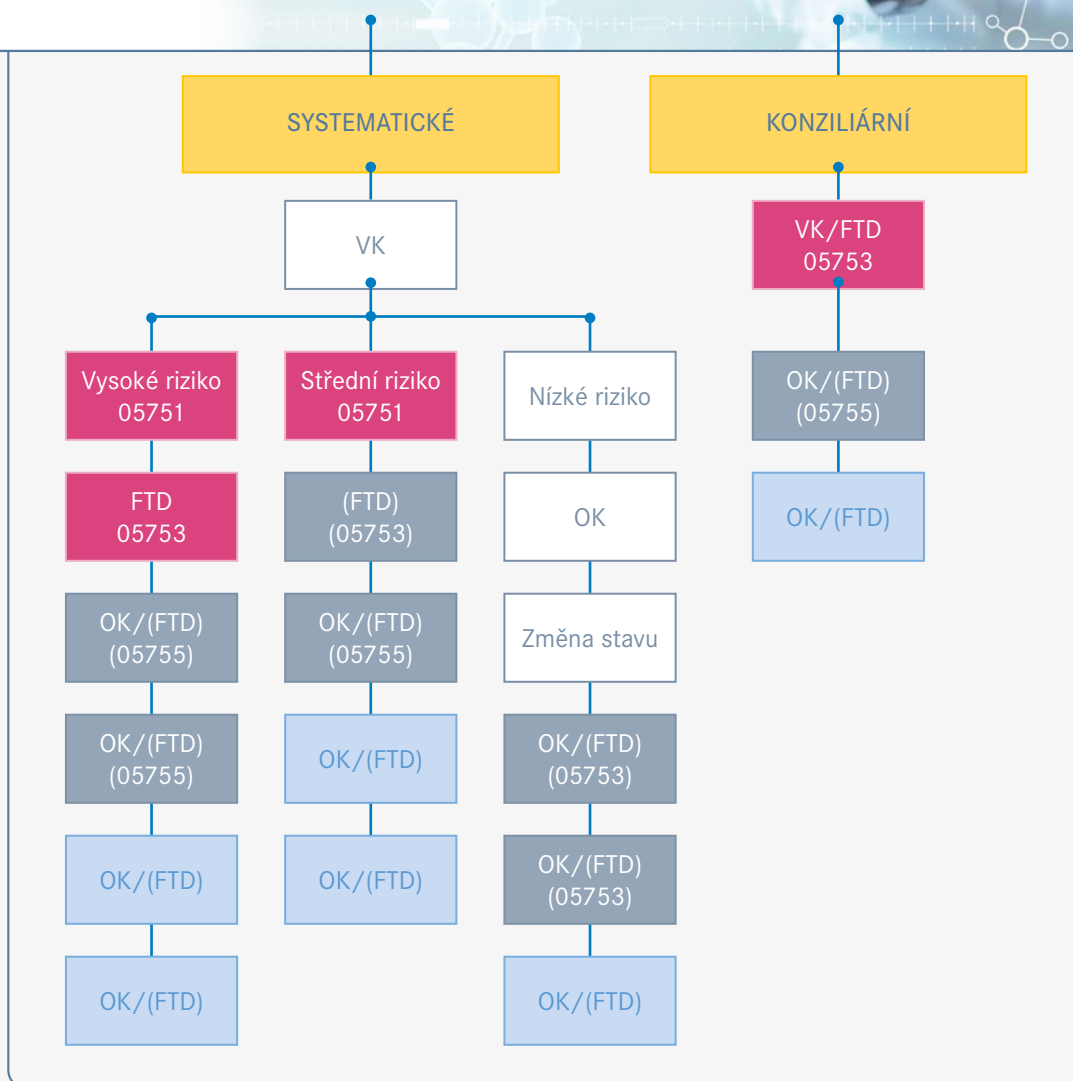 SYSTEMATICKÉ
KONZILIÁRNÍ
VK
VK/FTD
05753
Vysoké riziko
05751
Střední riziko
05751
Nízké riziko
OK/(FTD)
(05755)
FTD
05753
(FTD)
(05753)
OK
OK/(FTD)
OK/(FTD)
(05755)
OK/(FTD)
(05755)
Změna stavu
OK/(FTD)
(05755)
OK/(FTD)
OK/(FTD)
(05753)
OK/(FTD)
OK/(FTD)
OK/(FTD)
(05753)
OK/(FTD)
OK/(FTD)